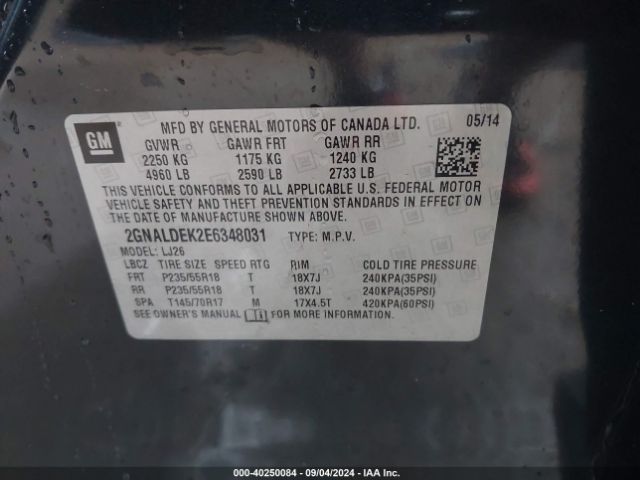 GM MFD BY GENERAL MOTORS OF CANADA LTD. 05/14
GVWR GAWR FRT GAWR RR
2250 KG 1175 KG 1240 KG
4960 LB 2590 LB 2733 LB
THIS VEHICLE CONFORMS TO ALL APPLICABLE U.S. FEDERAL MOTOR
VEHICLE SAFETY AND THEFT PREVENTION STANDARDS IN EFFECT ON
THE DATE OF MANUFACTURE SHOWN ABOVE.
2GNALDEK2E6348031 TYPE: M.P.V.
MODEL: LJ26
LBCZ TIRE SIZE SPEED RTG RIM COLD TIRE PRESSURE
FRT P235/55R18 T 18X7J 240KPA(35PSI)
RR P235/55R18 T 18X7J 240KPA(35PSI)
SPA T145/70R17 M 17X4.5T 420KPA(60PSI)
SEE OWNER'S MANUAL FOR MORE INFORMATION.
000-40250084 - 09/04/2024 - IAA Inc.